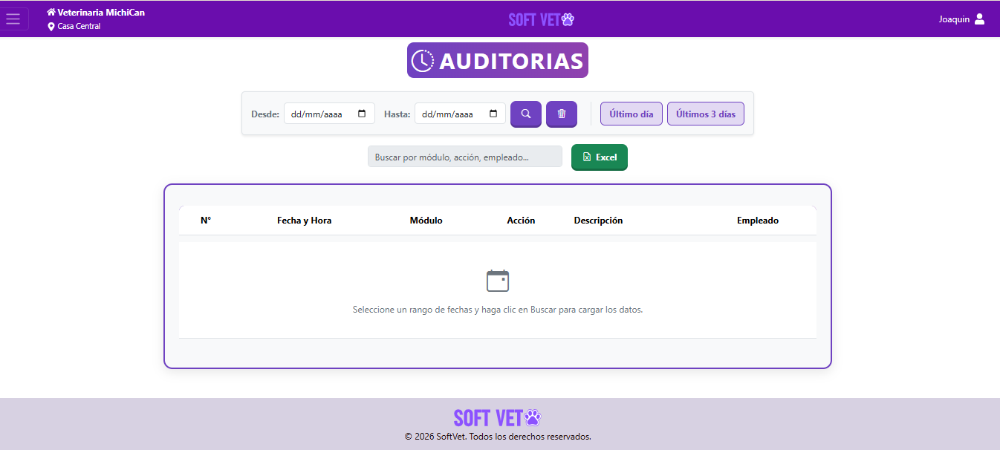 Veterinaria MichiCan
Casa Central
SOFT VET
Joaquin
AUDITORIAS
Desde: dd/mm/aaaa Hasta: dd/mm/aaaa Último día Últimos 3 días
Buscar por módulo, acción, empleado... Excel
N° Fecha y Hora Módulo Acción Descripción Empleado
Seleccione un rango de fechas y haga clic en Buscar para cargar los datos.
SOFT VET
© 2026 SoftVet. Todos los derechos reservados.